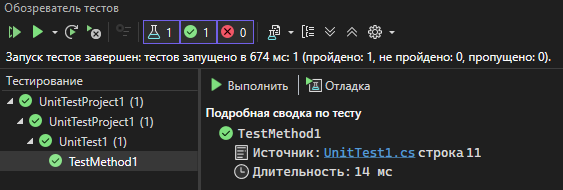 Обозреватель тестов
1 1 0
Запуск тестов завершен: тестов запущено в 674 мс: 1 (пройдено: 1, не пройдено: 0, пропущено: 0).
Тестирование
UnitTestProject1 (1)
UnitTestProject1 (1)
UnitTest1 (1)
TestMethod1
Выполнить Отладка
Подробная сводка по тесту
TestMethod1
Источник: UnitTest1.cs строка 11
Длительность: 14 мс